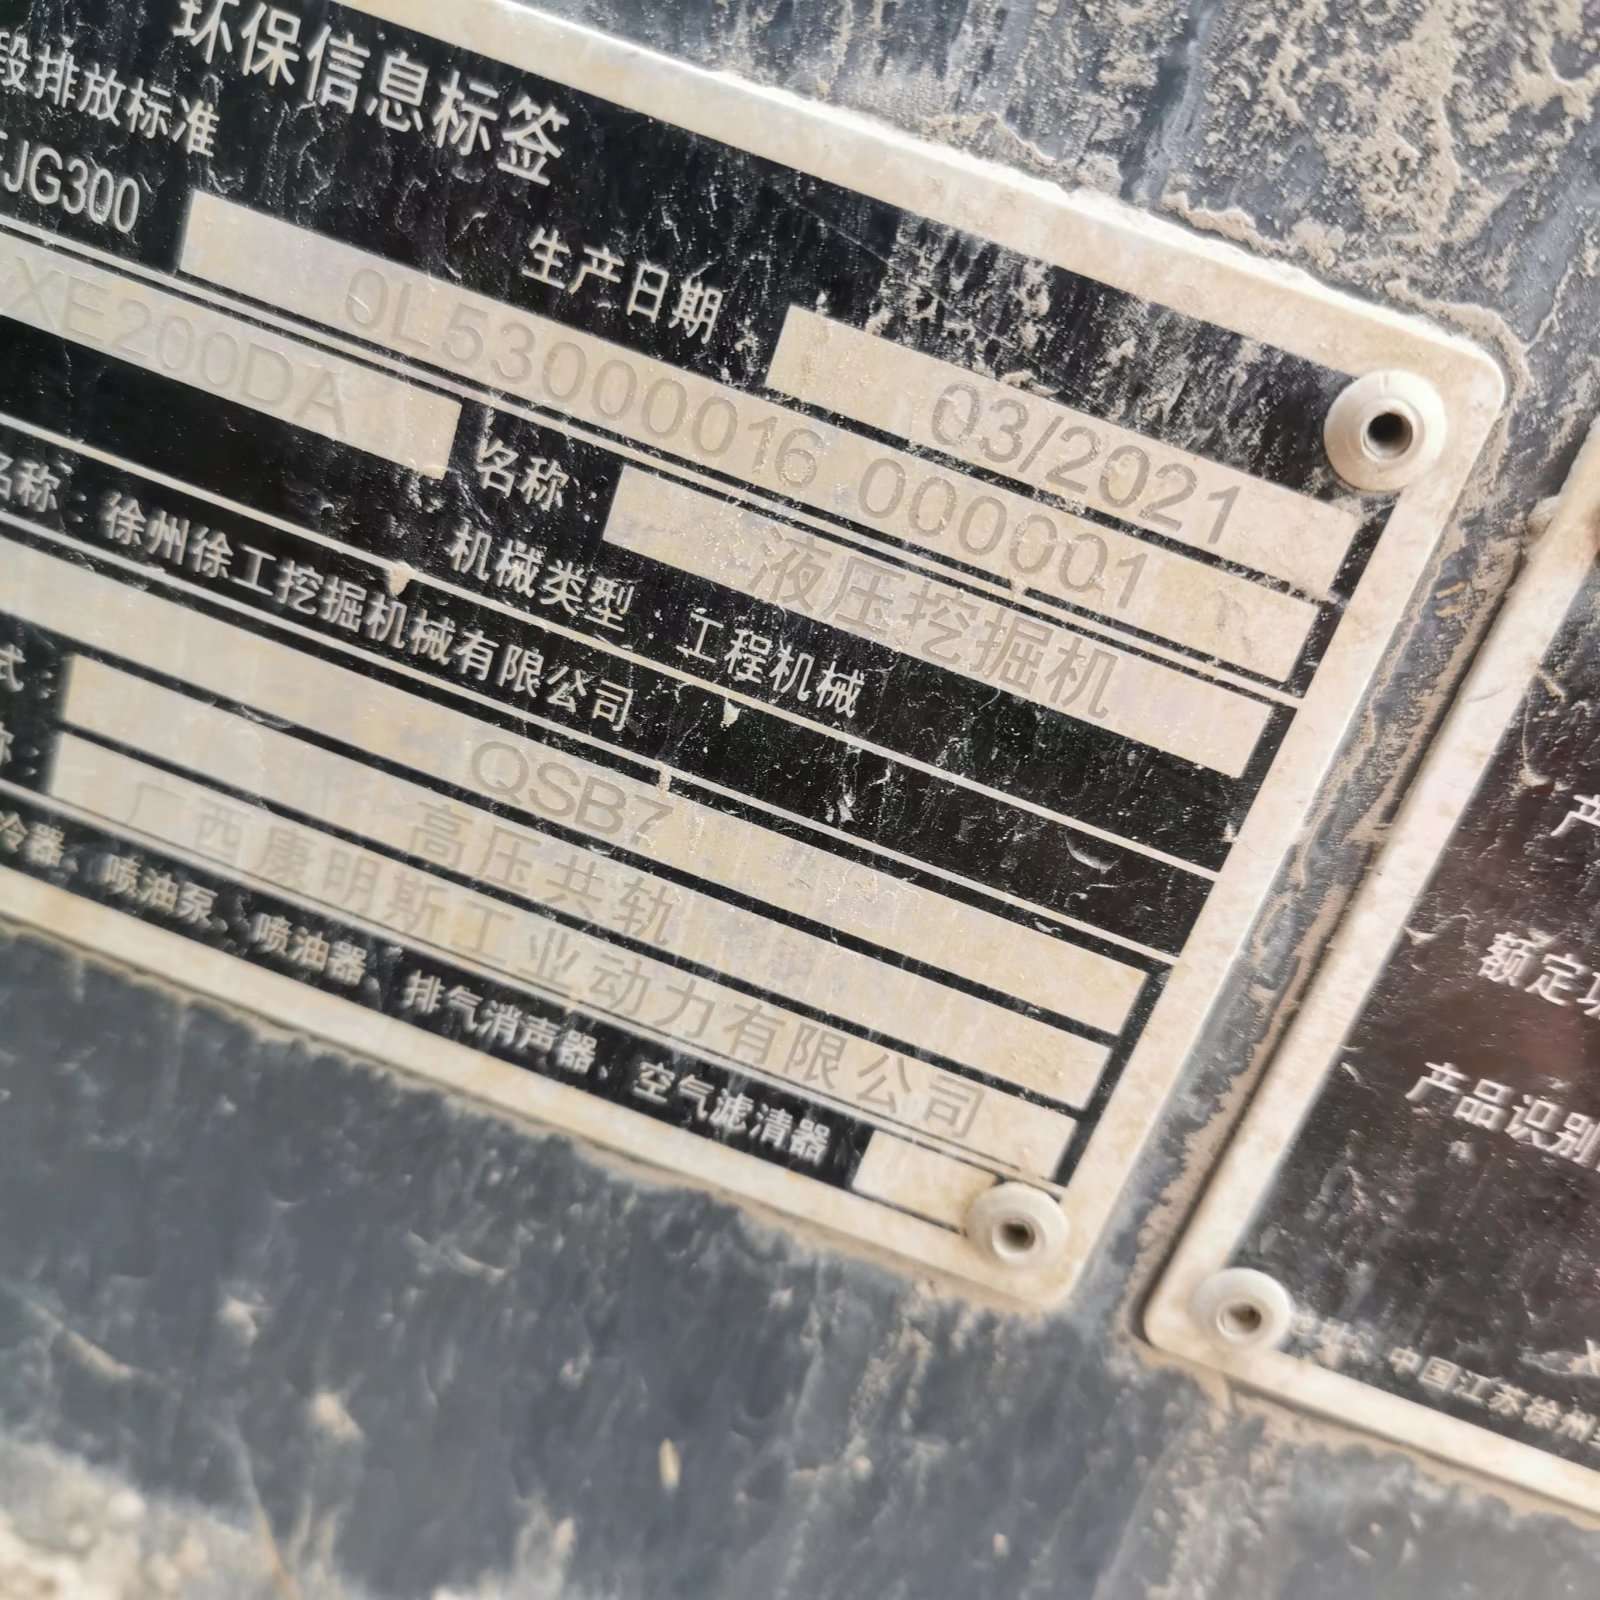 环保信息标签
段排放标准
生产日期 03/2021
JG300 0L5300016 000001
XE200DA 名称 液压挖掘机
机械类型：工程机械
名称：徐州徐工挖掘机械有限公司
QSB7
式： 高压共轨
称： 广西康明斯工业动力有限公司
冷器、喷油泵、喷油器、排气消声器、空气滤清器
产
额定功
产品识别
中国江苏徐州